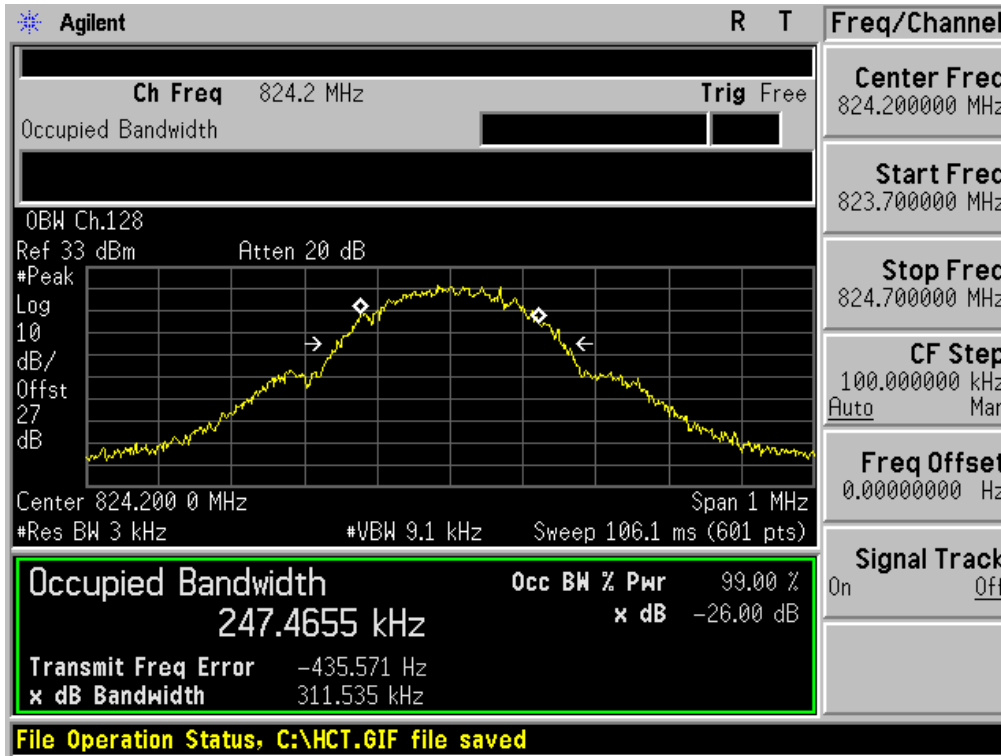 Agilent R T Freq/Channel
Ch Freq 824.2 MHz Trig Free
Occupied Bandwidth
Center Freq
824.200000 MHz
Start Freq
823.700000 MHz
Stop Freq
824.700000 MHz
CF Step
100.000000 kHz
Auto Man
Freq Offset
0.00000000 Hz
Signal Track
On Off
OBW Ch.128
Ref 33 dBm Atten 20 dB
#Peak
Log
10
dB/
Offst
27
dB
Center 824.200 0 MHz Span 1 MHz
#Res BW 3 kHz #VBW 9.1 kHz Sweep 106.1 ms (601 pts)
Occupied Bandwidth Occ BW % Pwr 99.00 %
247.4655 kHz x dB -26.00 dB
Transmit Freq Error -435.571 Hz
x dB Bandwidth 311.535 kHz
File Operation Status, C:\HCT.GIF file saved